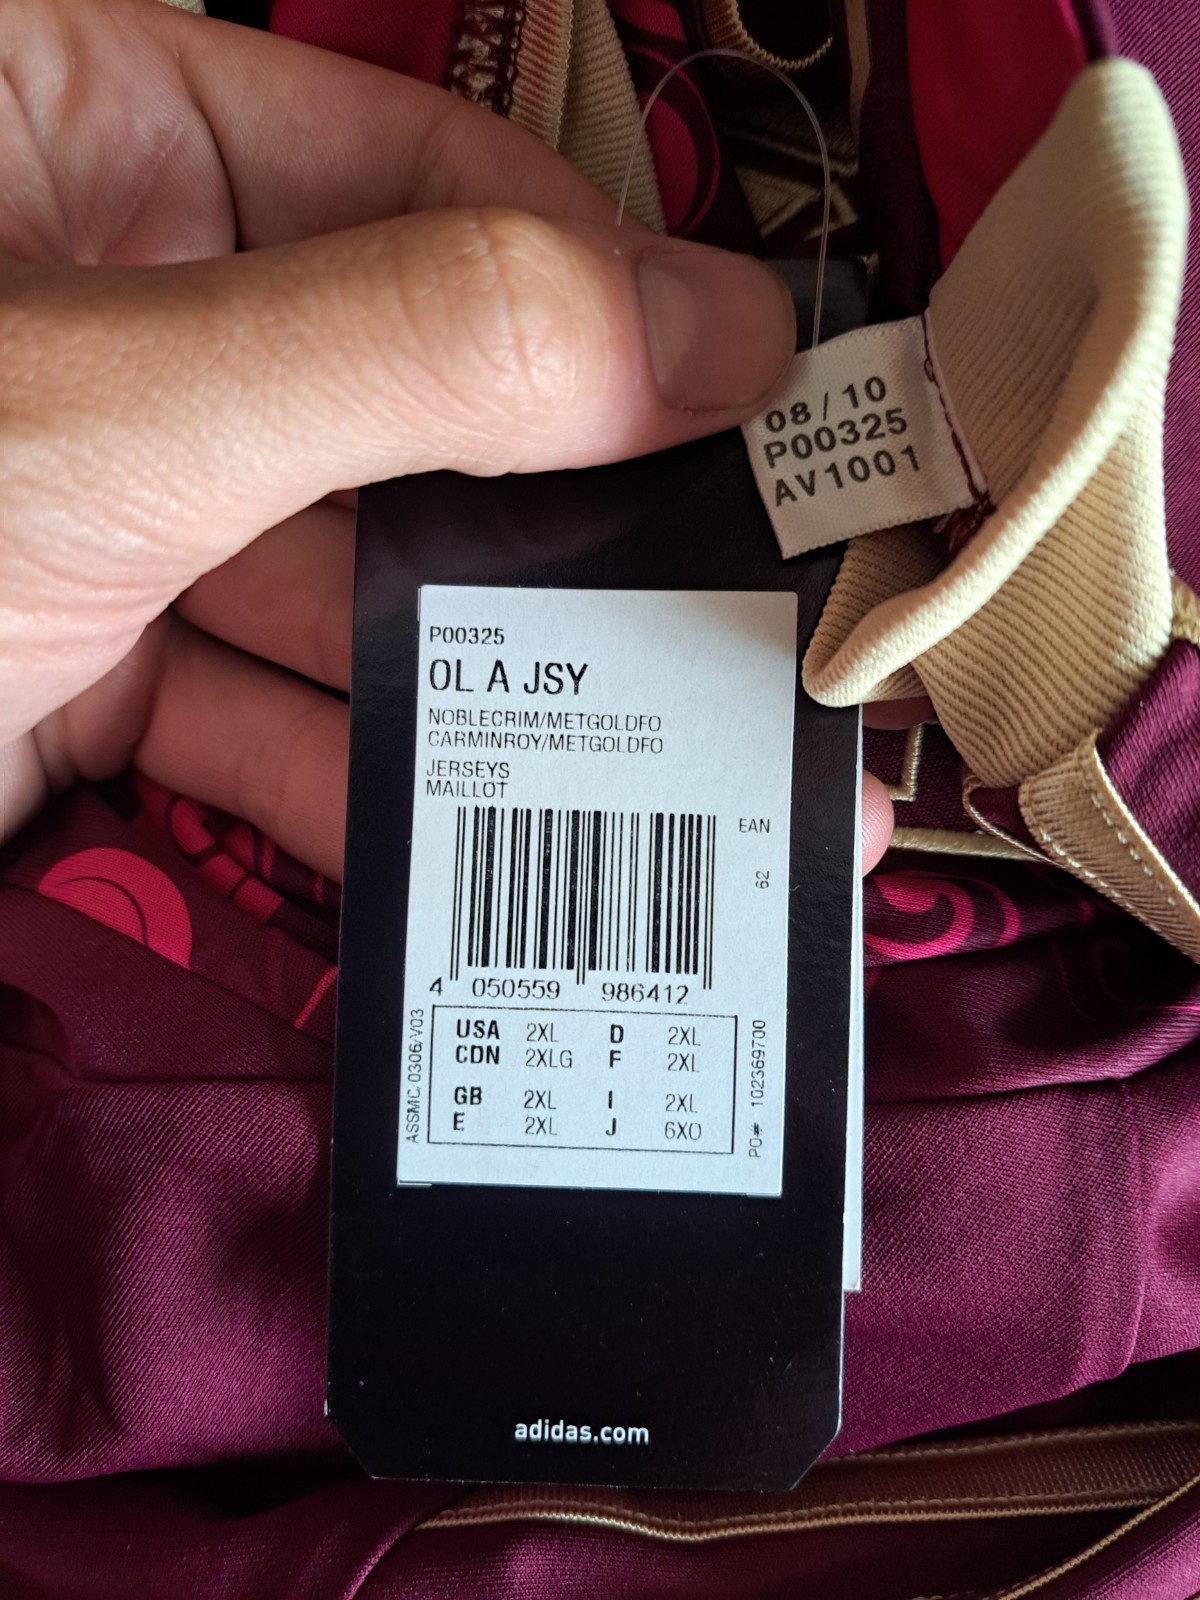 08/10
P00325
AV1001
P00325
OL A JSY
NOBLECRIM/METGOLDFO
CARMINROY/METGOLDFO
JERSEYS
MAILLOT
EAN
62
4 050559 986412
USA 2XL D 2XL
CDN 2XLG F 2XL
GB 2XL I 2XL
E 2XL J 6XO
ASSMC/0306/V03
PO# 102369700
adidas.com